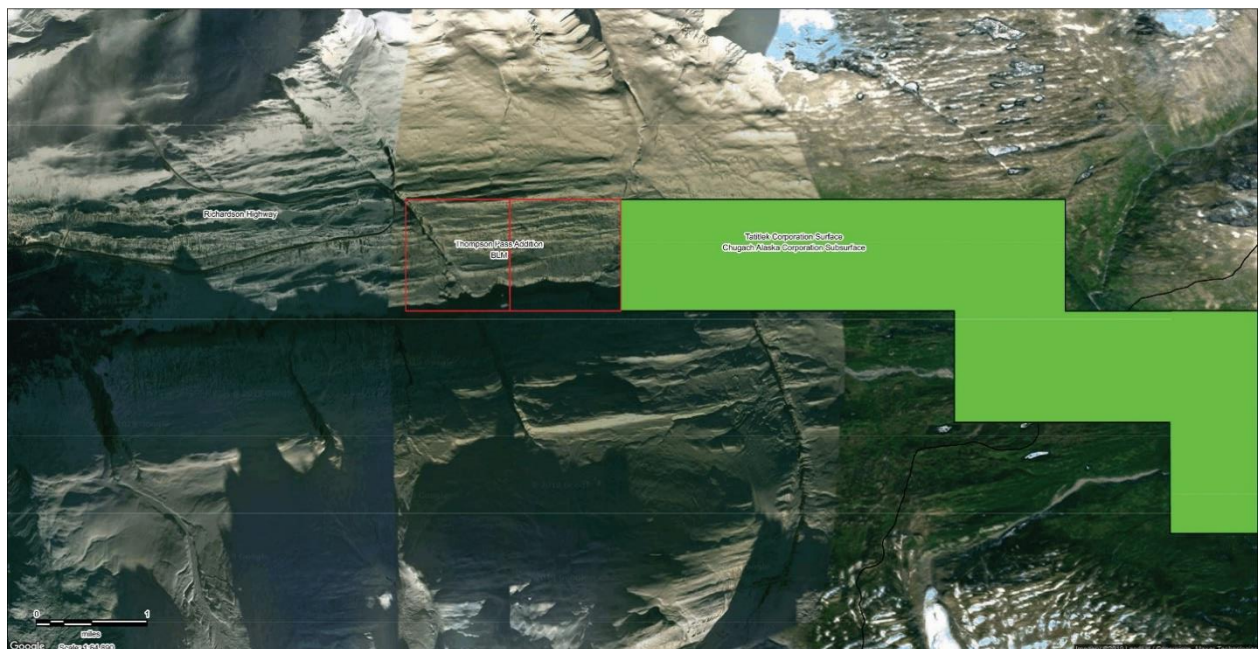 Richardson Highway
Thompson Pass Addition
BLM
Tatitlek Corporation Surface
Chugach Alaska Corporation Subsurface
0 1
miles
Google